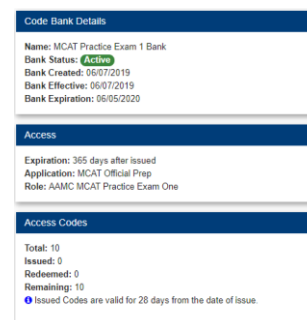 Code Bank Details
Name: MCAT Practice Exam 1 Bank
Bank Status: Active
Bank Created: 06/07/2019
Bank Effective: 06/07/2019
Bank Expiration: 06/05/2020
Access
Expiration: 365 days after issued
Application: MCAT Official Prep
Role: AAMC MCAT Practice Exam One
Access Codes
Total: 10
Issued: 0
Redeemed: 0
Remaining: 10
Issued Codes are valid for 28 days from the date of issue.